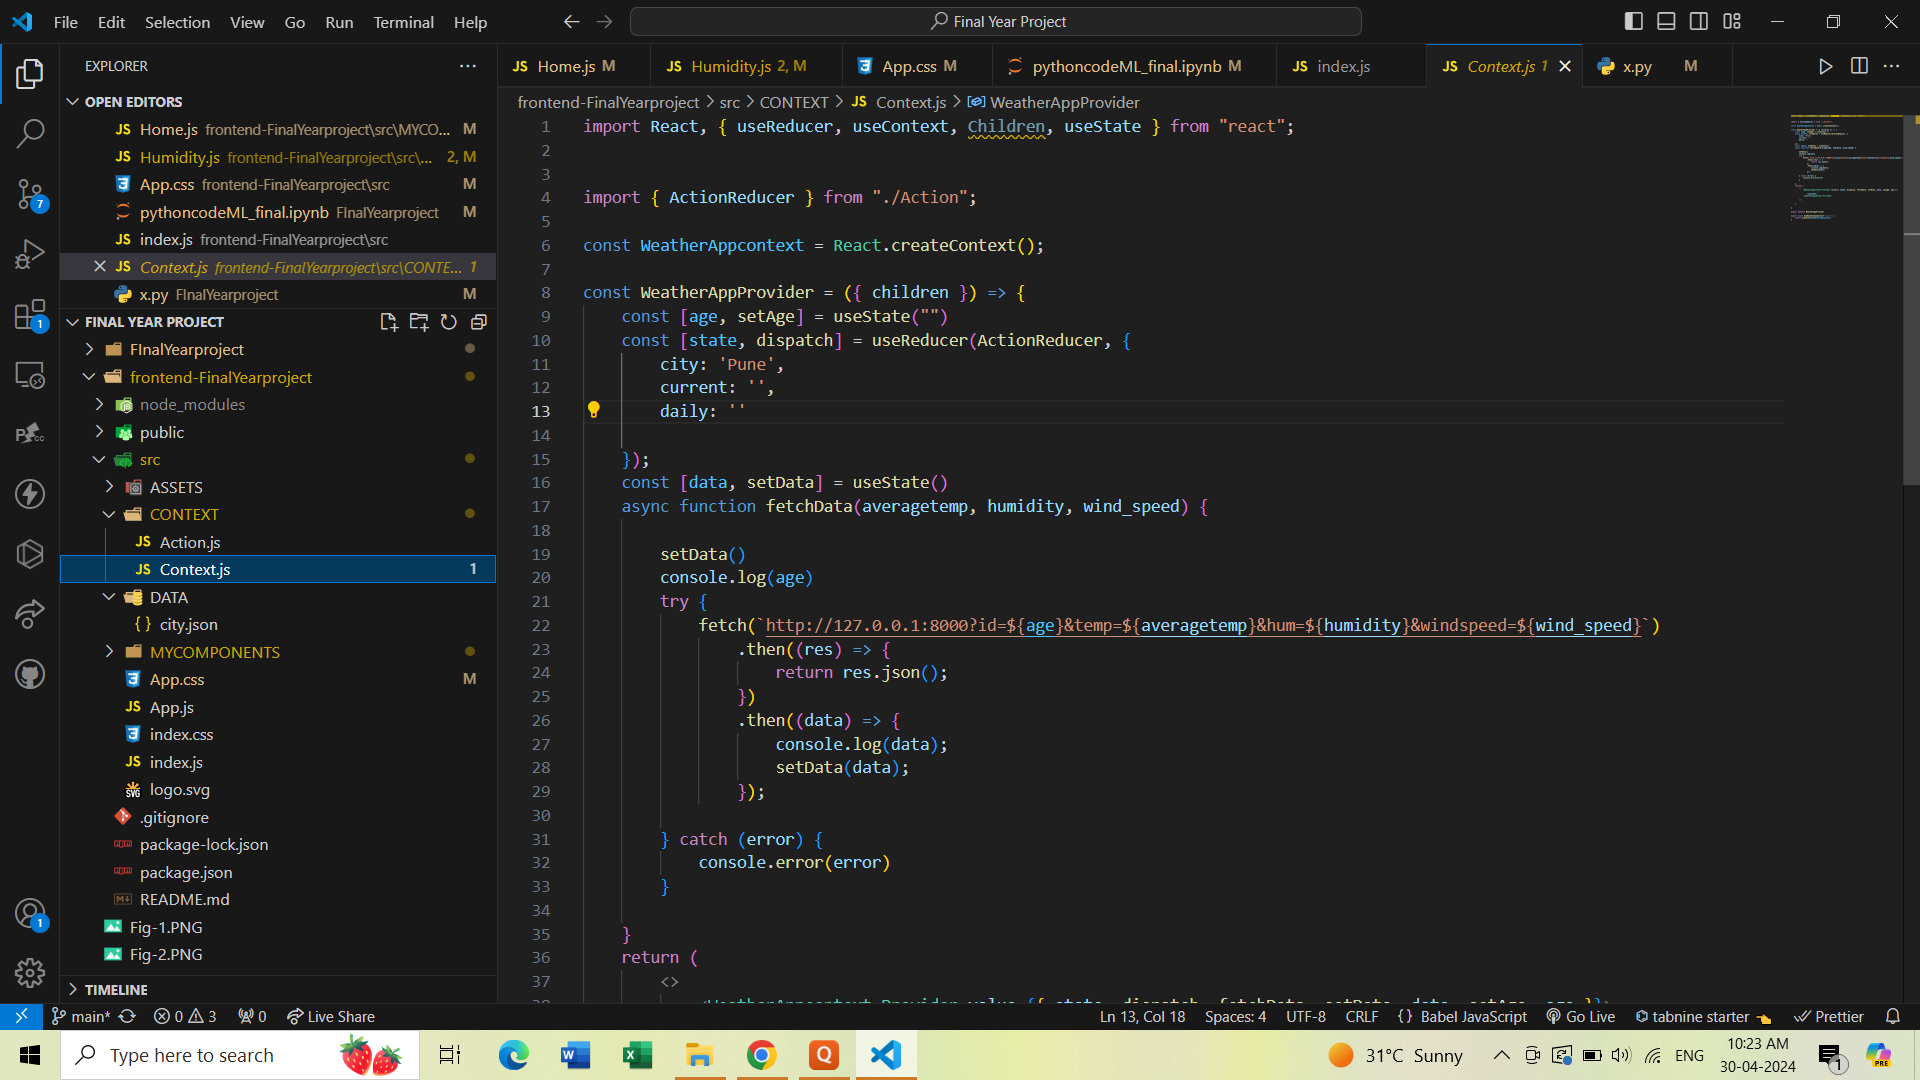 File Edit Selection View Go Run Terminal Help
Final Year Project
EXPLORER
OPEN EDITORS
JS Home.js frontend-FinalYearproject\src\MYCO... M
JS Humidity.js frontend-FinalYearproject\src\... 2, M
App.css frontend-FinalYearproject\src M
pythoncodeML_final.ipynb FInalYearproject M
JS index.js frontend-FinalYearproject\src
JS Context.js frontend-FinalYearproject\src\CONTE... 1
x.py FInalYearproject M
FINAL YEAR PROJECT
FInalYearproject
frontend-FinalYearproject
node_modules
public
src
ASSETS
CONTEXT
JS Action.js
JS Context.js 1
DATA
{} city.json
MYCOMPONENTS
App.css M
JS App.js
index.css
JS index.js
logo.svg
.gitignore
package-lock.json
package.json
README.md
Fig-1.PNG
Fig-2.PNG
TIMELINE
7
1
1
JS Home.js M JS Humidity.js 2, M App.css M pythoncodeML_final.ipynb M JS index.js JS Context.js 1 x.py M
frontend-FinalYearproject > src > CONTEXT > JS Context.js > WeatherAppProvider
1 import React, { useReducer, useContext, Children, useState } from "react";
2
3
4 import { ActionReducer } from "./Action";
5
6 const WeatherAppcontext = React.createContext();
7
8 const WeatherAppProvider = ({ children }) => {
9 const [age, setAge] = useState("")
10 const [state, dispatch] = useReducer(ActionReducer, {
11 city: 'Pune',
12 current: '',
13 daily: ''
14
15 });
16 const [data, setData] = useState()
17 async function fetchData(averagetemp, humidity, wind_speed) {
18
19 setData()
20 console.log(age)
21 try {
22 fetch(`http://127.0.0.1:8000?id=${age}&temp=${averagetemp}&hum=${humidity}&windspeed=${wind_speed}`)
23 .then((res) => {
24 return res.json();
25 })
26 .then((data) => {
27 console.log(data);
28 setData(data);
29 });
30
31 } catch (error) {
32 console.error(error)
33 }
34
35 }
36 return (
37 <>
main* 0 3 0 Live Share
Ln 13, Col 18 Spaces: 4 UTF-8 CRLF {} Babel JavaScript Go Live tabnine starter Prettier
Type here to search
31°C Sunny
ENG
10:23 AM
30-04-2024
1